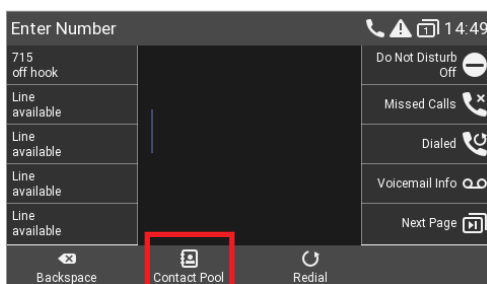 Enter Number
1
14:49
715
off hook
Line
available
Line
available
Line
available
Line
available
Do Not Disturb
Off
Missed Calls
Dialed
Voicemail Info
Next Page
Backspace
Contact Pool
Redial